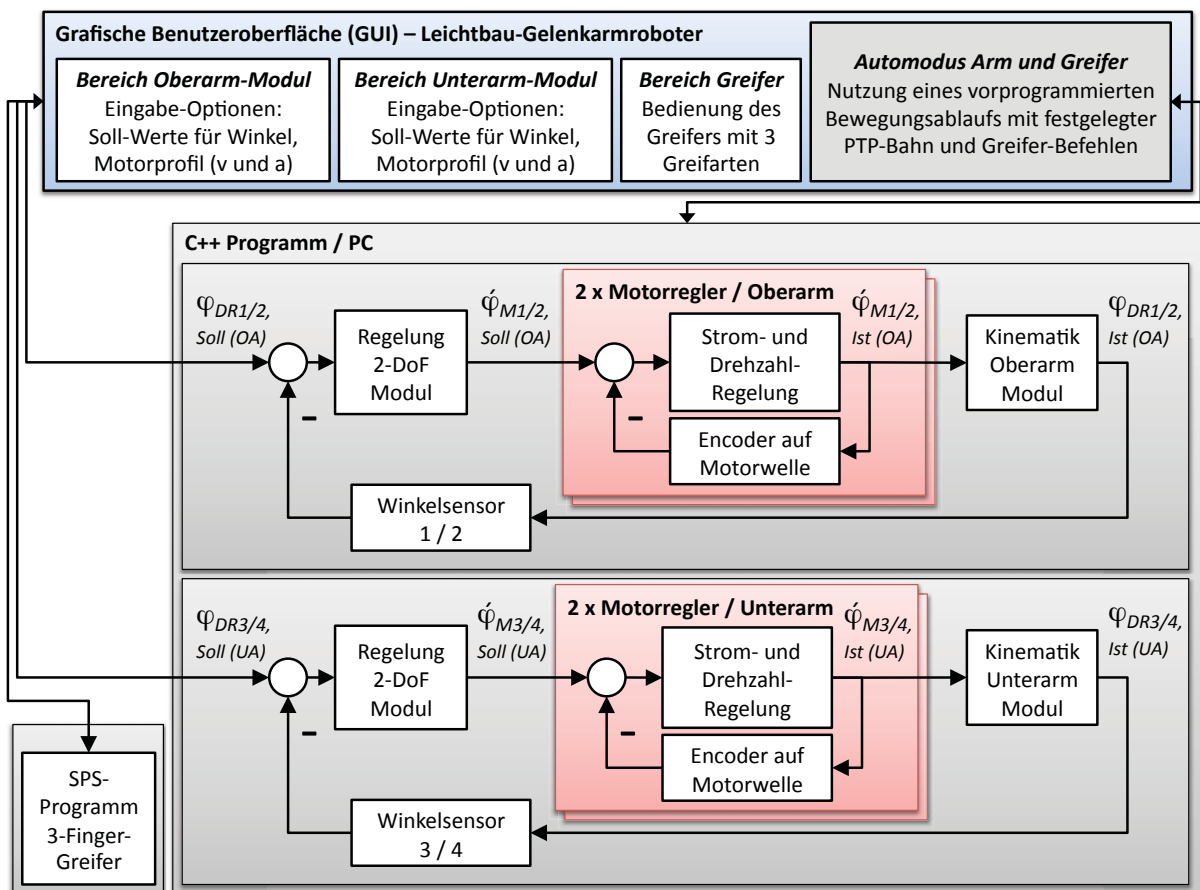 Grafische Benutzeroberfläche (GUI) – Leichtbau-Gelenkarmroboter
Bereich Oberarm-Modul
Eingabe-Optionen:
Soll-Werte für Winkel,
Motorprofil (v und a)
Bereich Unterarm-Modul
Eingabe-Optionen:
Soll-Werte für Winkel,
Motorprofil (v und a)
Bereich Greifer
Bedienung des
Greifers mit 3
Greifarten
Automodus Arm und Greifer
Nutzung eines vorprogrammierten
Bewegungsablaufs mit festgelegter
PTP-Bahn und Greifer-Befehlen
C++ Programm / PC
φDR1/2,
Soll (OA)
Regelung
2-DoF
Modul
φ́M1/2,
Soll (OA)
2 x Motorregler / Oberarm
Strom- und
Drehzahl-
Regelung
Encoder auf
Motorwelle
φ́M1/2,
Ist (OA)
Kinematik
Oberarm
Modul
φDR1/2,
Ist (OA)
–
–
Winkelsensor
1 / 2
φDR3/4,
Soll (UA)
Regelung
2-DoF
Modul
φ́M3/4,
Soll (UA)
2 x Motorregler / Unterarm
Strom- und
Drehzahl-
Regelung
Encoder auf
Motorwelle
φ́M3/4,
Ist (UA)
Kinematik
Unterarm
Modul
φDR3/4,
Ist (UA)
–
–
Winkelsensor
3 / 4
SPS-
Programm
3-Finger-
Greifer